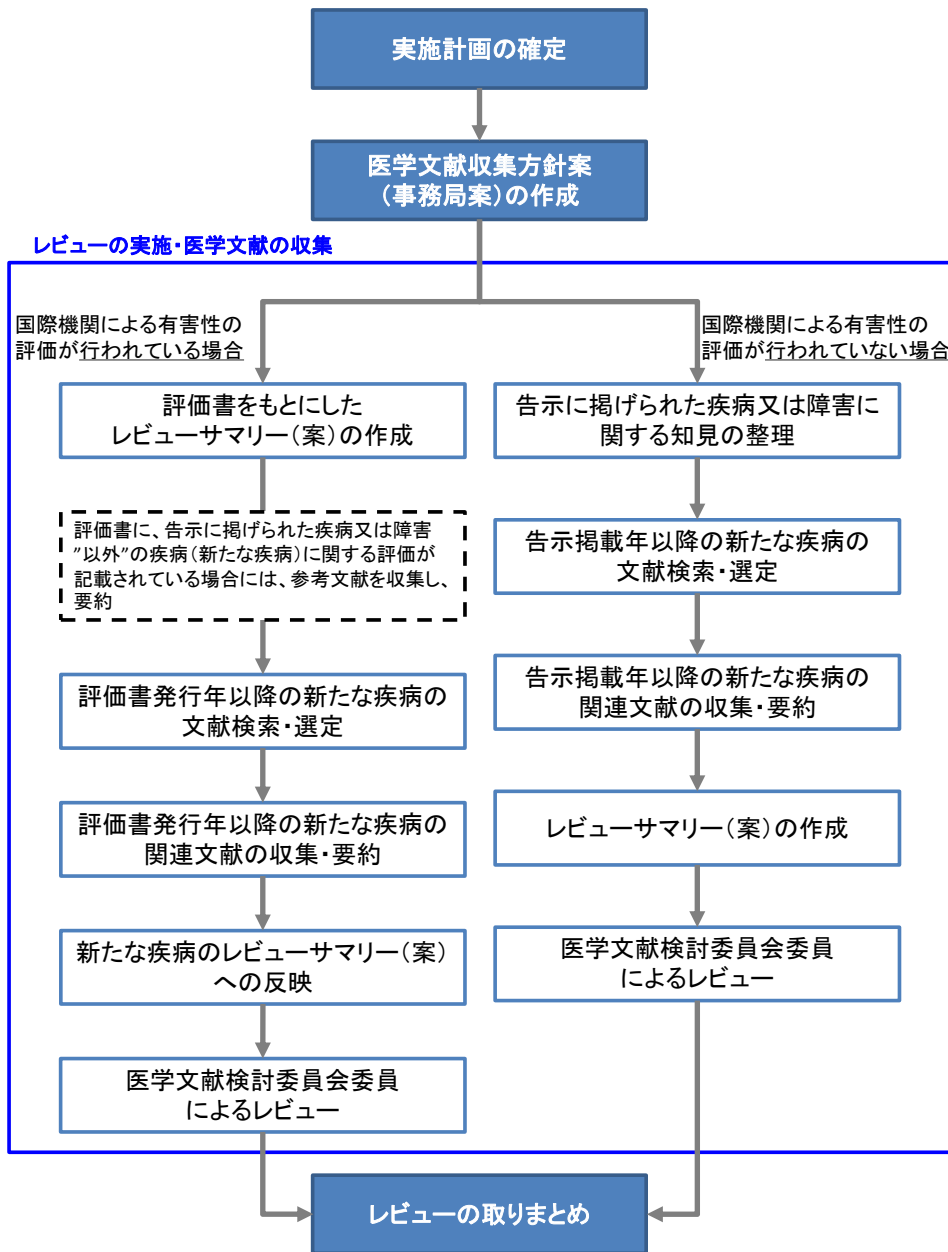 実施計画の確定
医学文献収集方針案
（事務局案）の作成
レビューの実施・医学文献の収集
国際機関による有害性の
評価が行われている場合
評価書をもとにした
レビューサマリー（案）の作成
評価書に、告示に掲げられた疾病又は障害
”以外”の疾病（新たな疾病）に関する評価が
記載されている場合には、参考文献を収集し、
要約
評価書発行年以降の新たな疾病の
文献検索・選定
評価書発行年以降の新たな疾病の
関連文献の収集・要約
新たな疾病のレビューサマリー（案）
への反映
医学文献検討委員会委員
によるレビュー
国際機関による有害性の
評価が行われていない場合
告示に掲げられた疾病又は障害に
関する知見の整理
告示掲載年以降の新たな疾病の
文献検索・選定
告示掲載年以降の新たな疾病の
関連文献の収集・要約
レビューサマリー（案）の作成
医学文献検討委員会委員
によるレビュー
レビューの取りまとめ